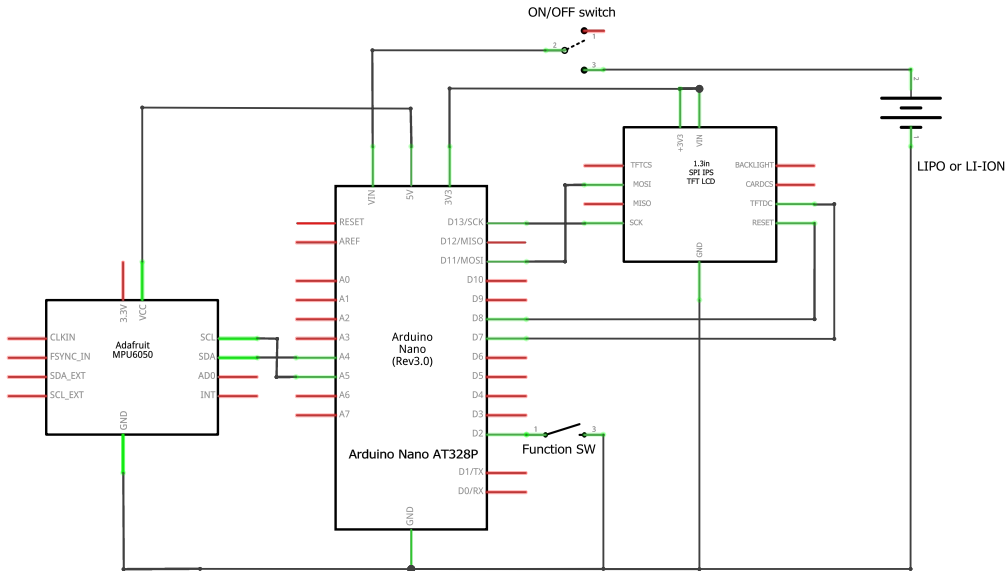 ON/OFF switch
1
2
3
2
1
LIPO or LI-ION
VIN
5V
3V3
+3V3
VIN
1.3in
SPI IPS
TFT LCD
TFTCS
MOSI
MISO
SCK
BACKLIGHT
CARDCS
TFTDC
RESET
GND
RESET
AREF
A0
A1
A2
A3
A4
A5
A6
A7
D13/SCK
D12/MISO
D11/MOSI
D10
D9
D8
D7
D6
D5
D4
D3
D2
D1/TX
D0/RX
Arduino
Nano
(Rev3.0)
Arduino Nano AT328P
GND
1
3
Function SW
3.3V
VCC
Adafruit
MPU6050
CLKIN
FSYNC_IN
SDA_EXT
SCL_EXT
SCL
SDA
AD0
INT
GND